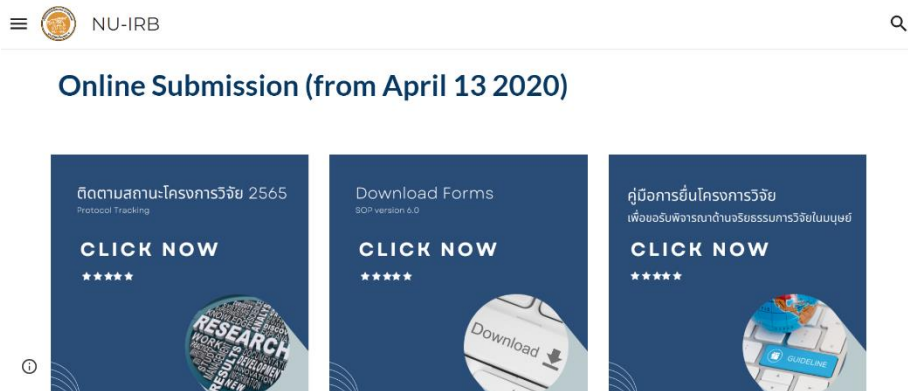 NU-IRB
Online Submission (from April 13 2020)
ติดตามสถานะโครงการวิจัย 2565
Protocol Tracking
CLICK NOW
RESEARCH
KNOWLEDGE
WORK
RESULTS
DEVELOPMENT
NEW
Download Forms
SOP version 6.0
CLICK NOW
Download
คู่มือการยื่นโครงการวิจัย
เพื่อขอรับพิจารณาด้านจริยธรรมการวิจัยในมนุษย์
CLICK NOW
GUIDELINE